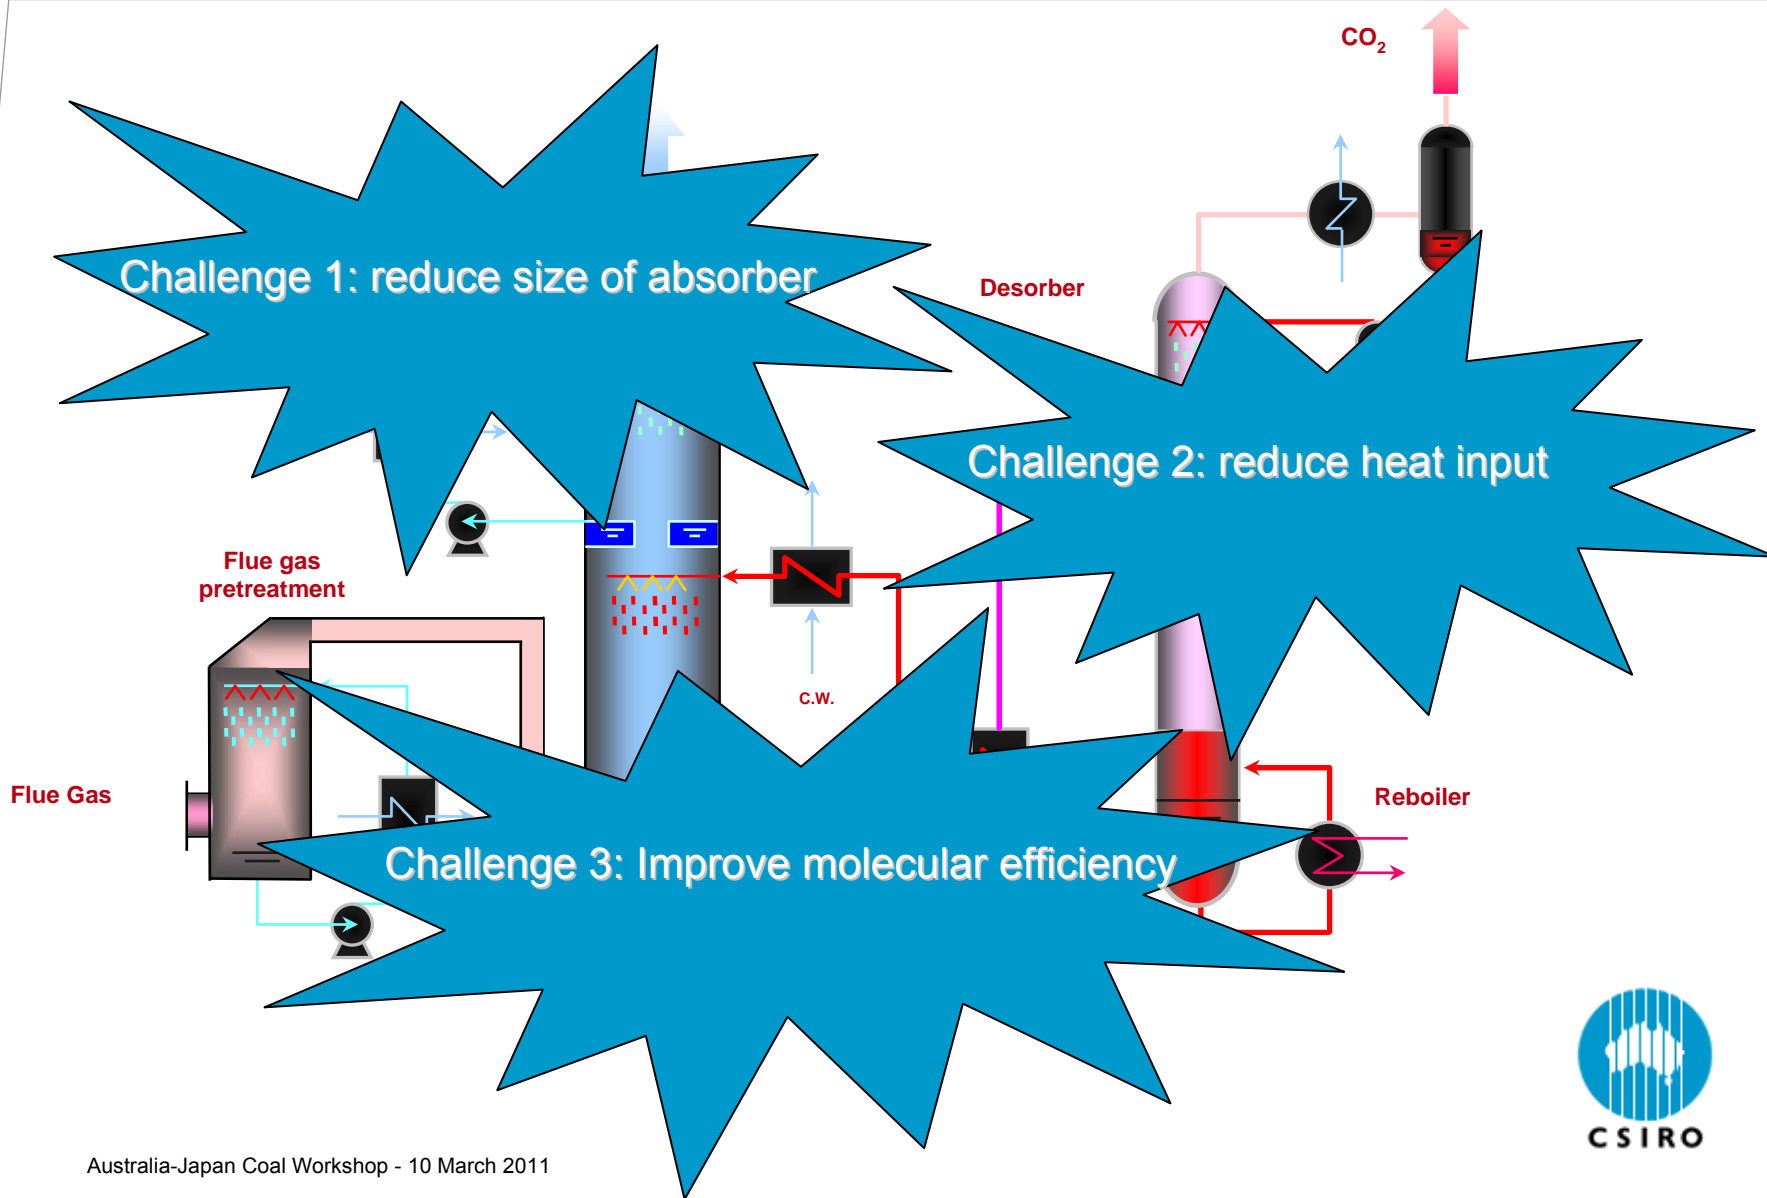 CO2
Challenge 1: reduce size of absorber
Desorber
Challenge 2: reduce heat input
Flue gas
pretreatment
C.W.
Flue Gas
Reboiler
Challenge 3: Improve molecular efficiency
CSIRO
Australia-Japan Coal Workshop - 10 March 2011